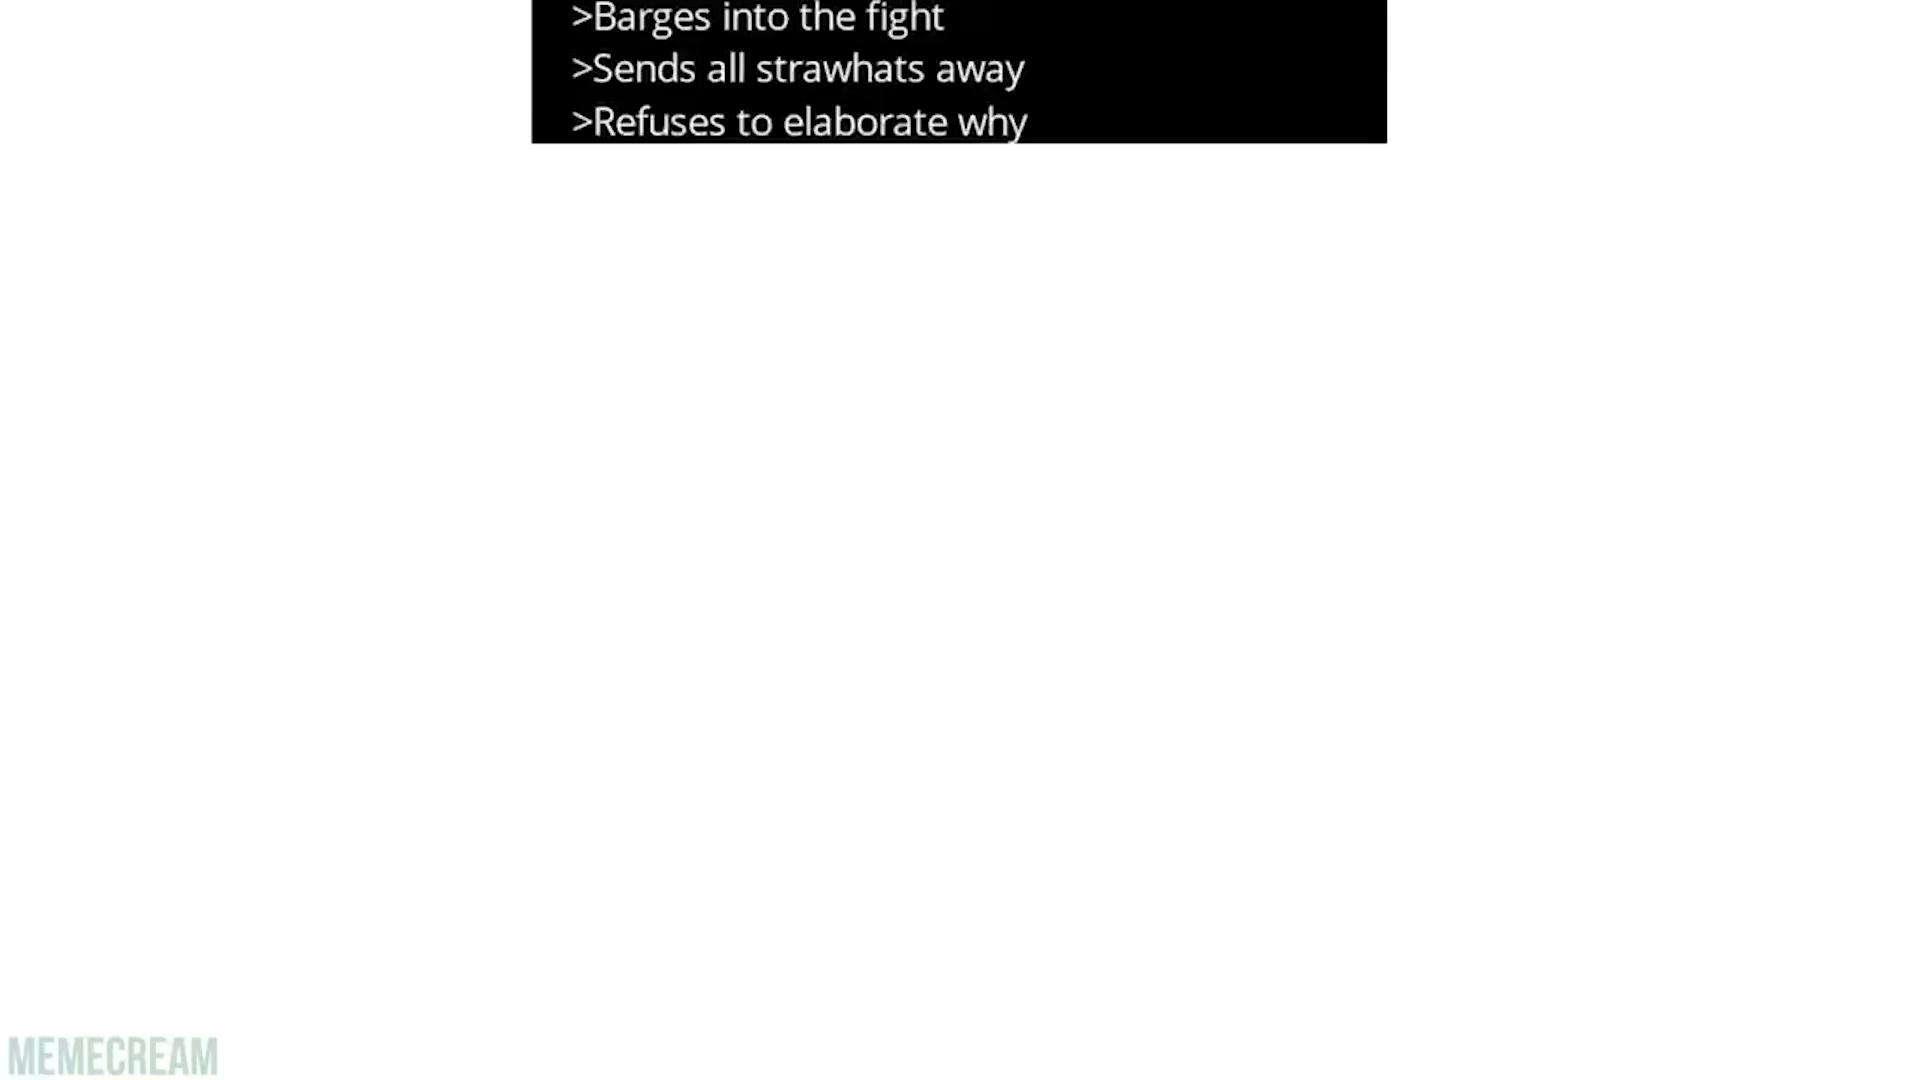 >Barges into the fight
>Sends all strawhats away
>Refuses to elaborate why
MEMECREAM